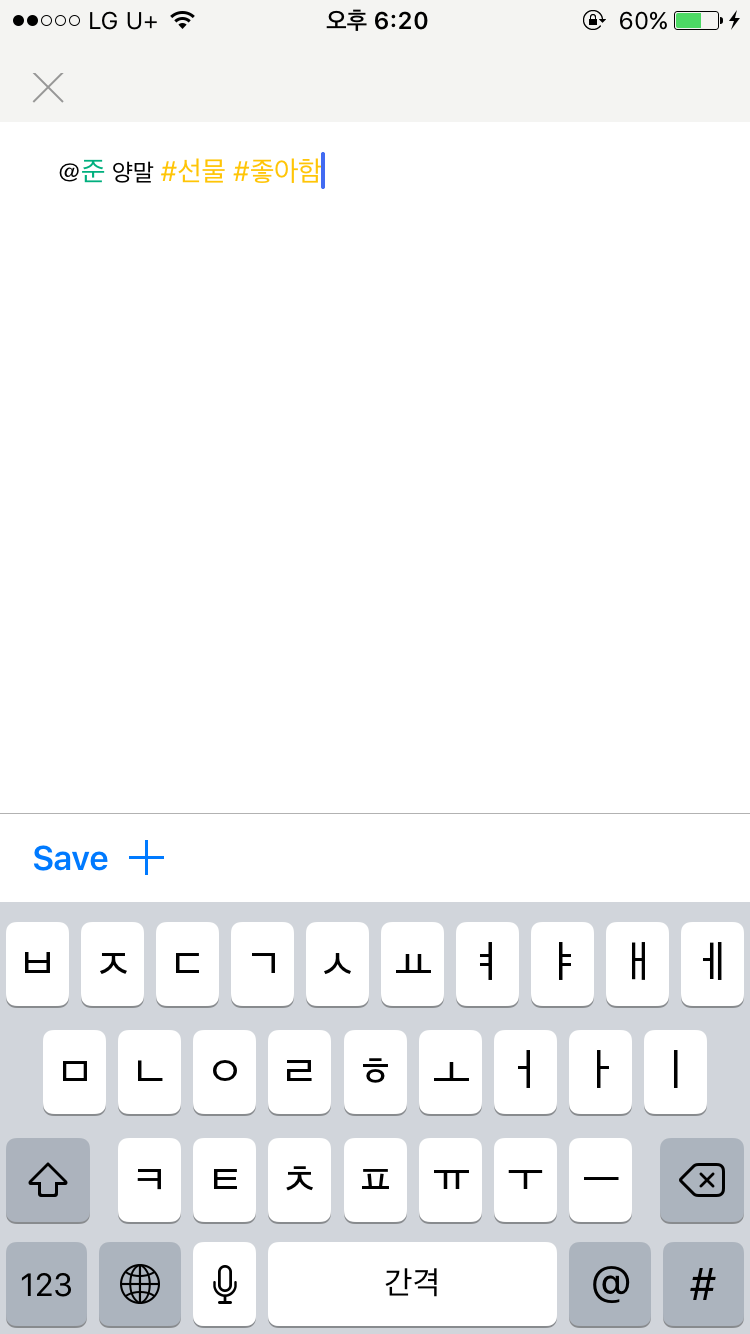 LG U+ 오후 6:20 60%
@준 양말 #선물 #좋아함
Save
ㅂ ㅈ ㄷ ㄱ ㅅ ㅛ ㅕ ㅑ ㅐ ㅔ
ㅁ ㄴ ㅇ ㄹ ㅎ ㅗ ㅓ ㅏ ㅣ
ㅋ ㅌ ㅊ ㅍ ㅠ ㅜ ㅡ
123 간격 @ #